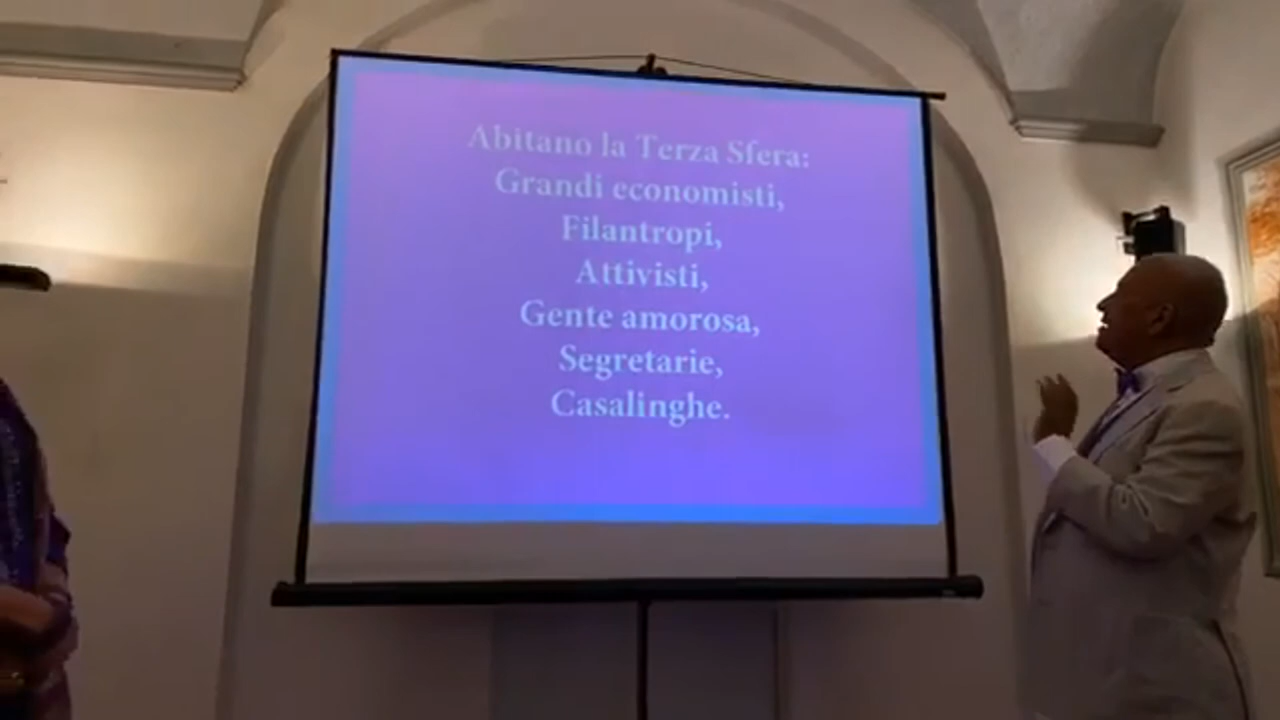 Abitano la Terza Sfera:
Grandi economisti,
Filantropi,
Attivisti,
Gente amorosa,
Segretarie,
Casalinghe.